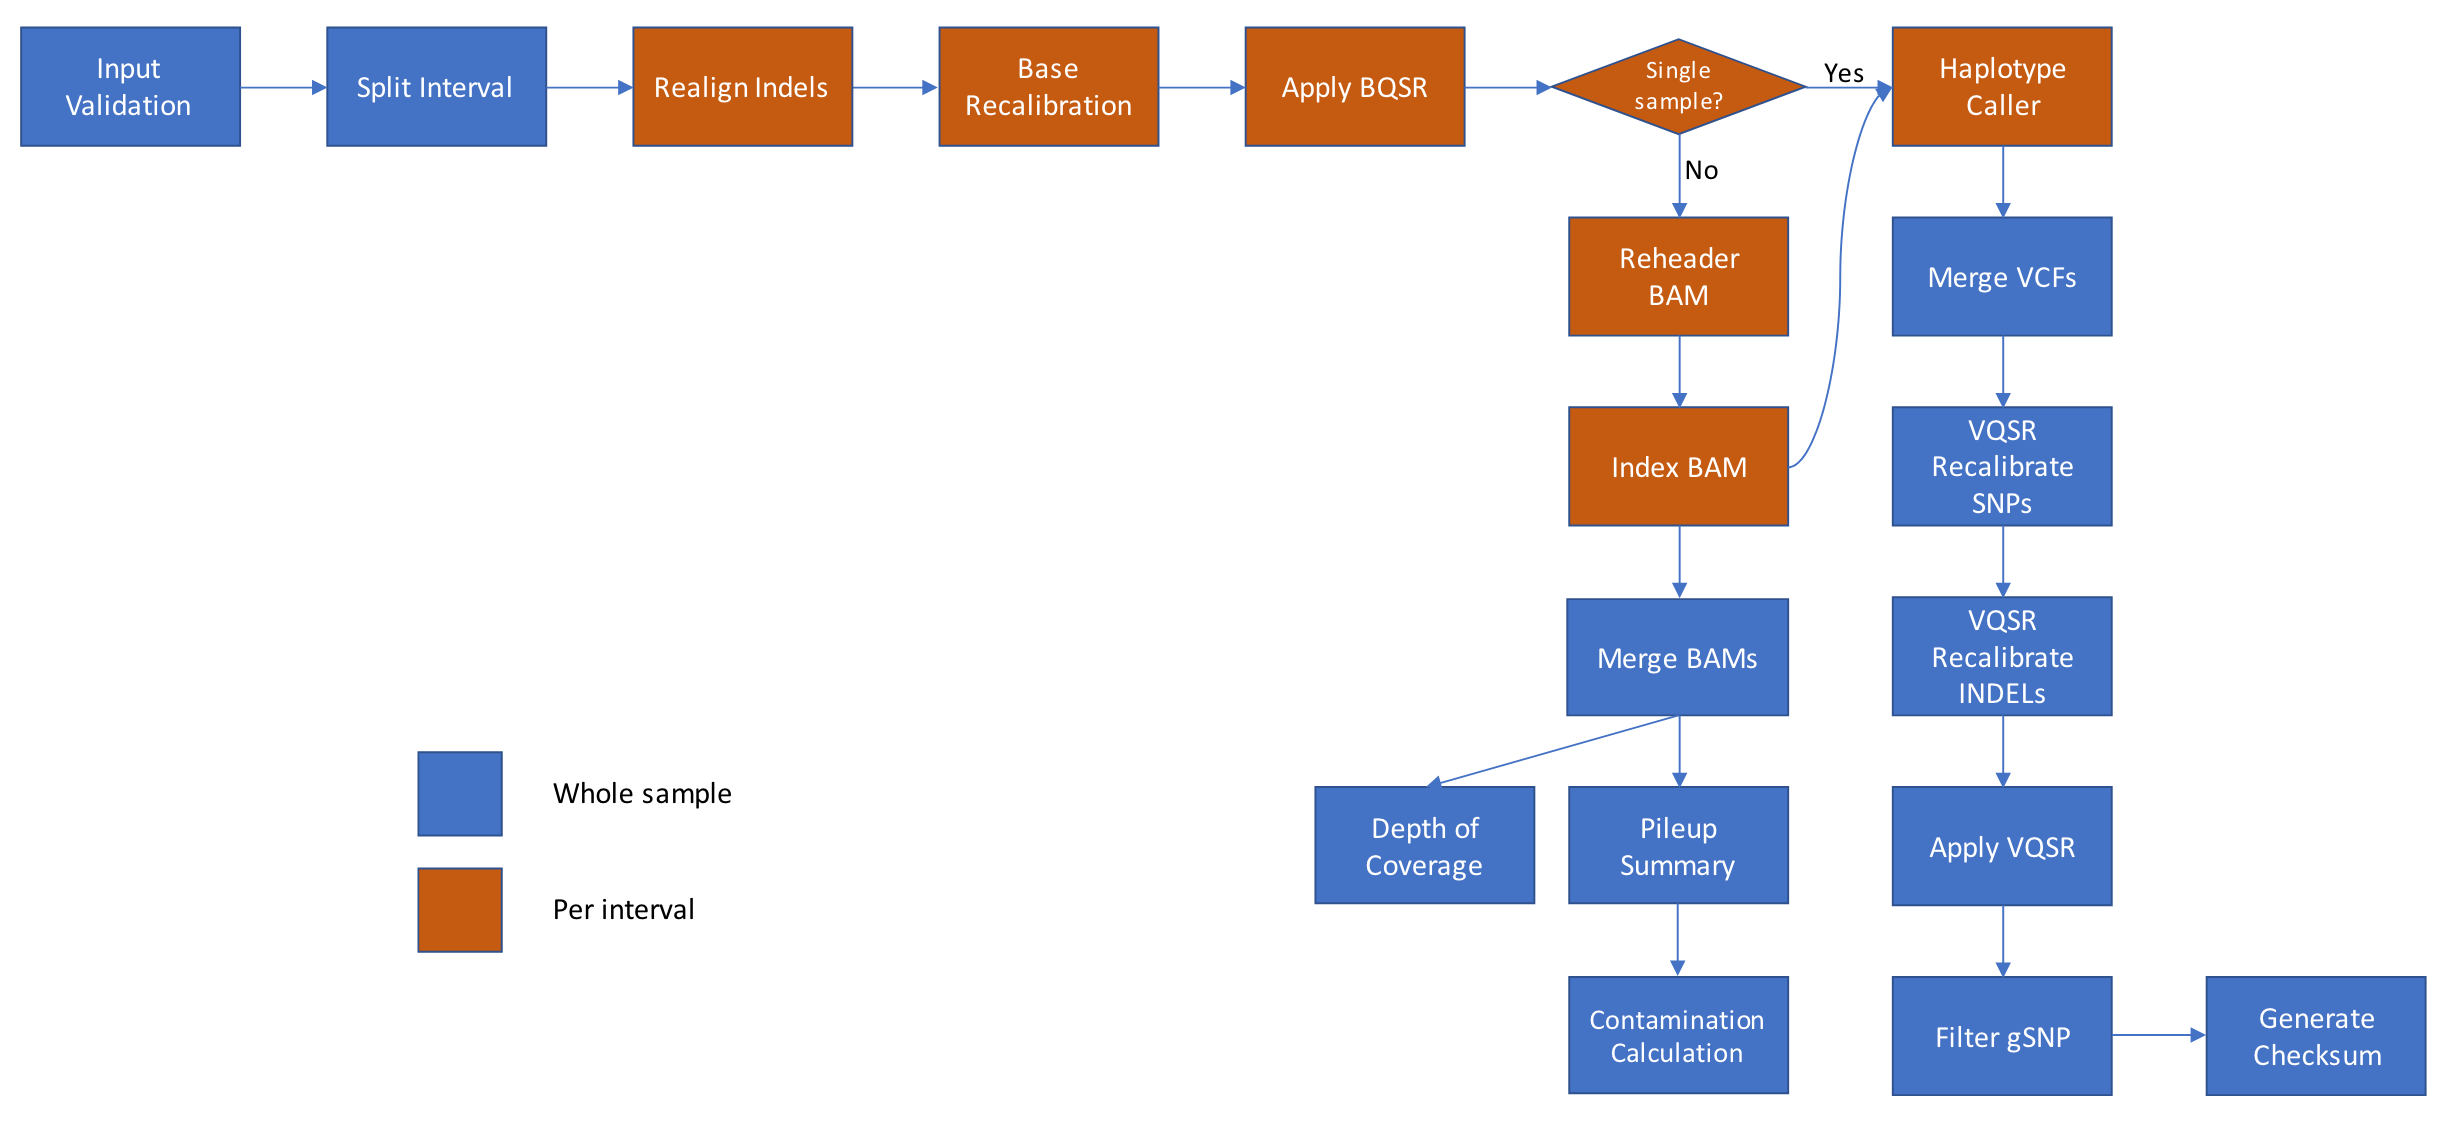 Input
Validation
Split Interval
Realign Indels
Base
Recalibration
Apply BQSR
Single
sample?
Yes
Haplotype
Caller
No
Reheader
BAM
Merge VCFs
Index BAM
VQSR
Recalibrate
SNPs
Merge BAMs
VQSR
Recalibrate
INDELs
Whole sample
Depth of
Coverage
Pileup
Summary
Apply VQSR
Per interval
Contamination
Calculation
Filter gSNP
Generate
Checksum